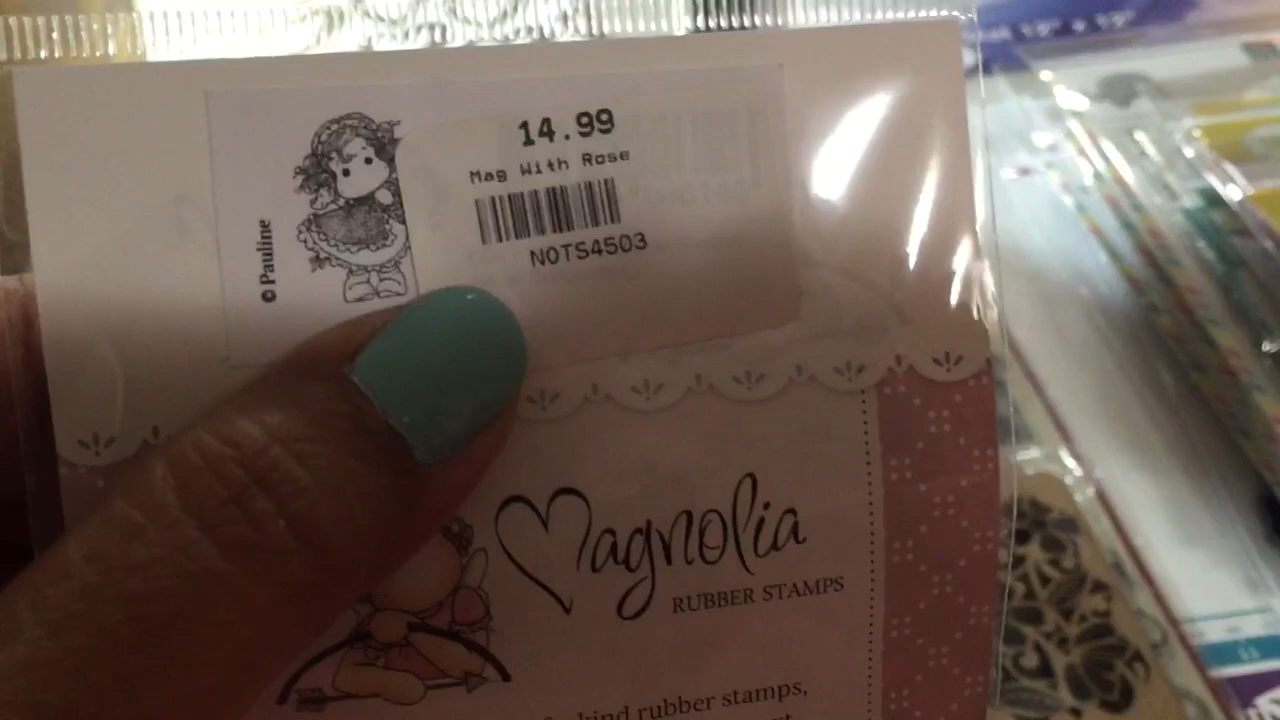 14.99
Mag With Rose
NOTS4503
© Pauline
Magnolia
RUBBER STAMPS
kind rubber stamps,